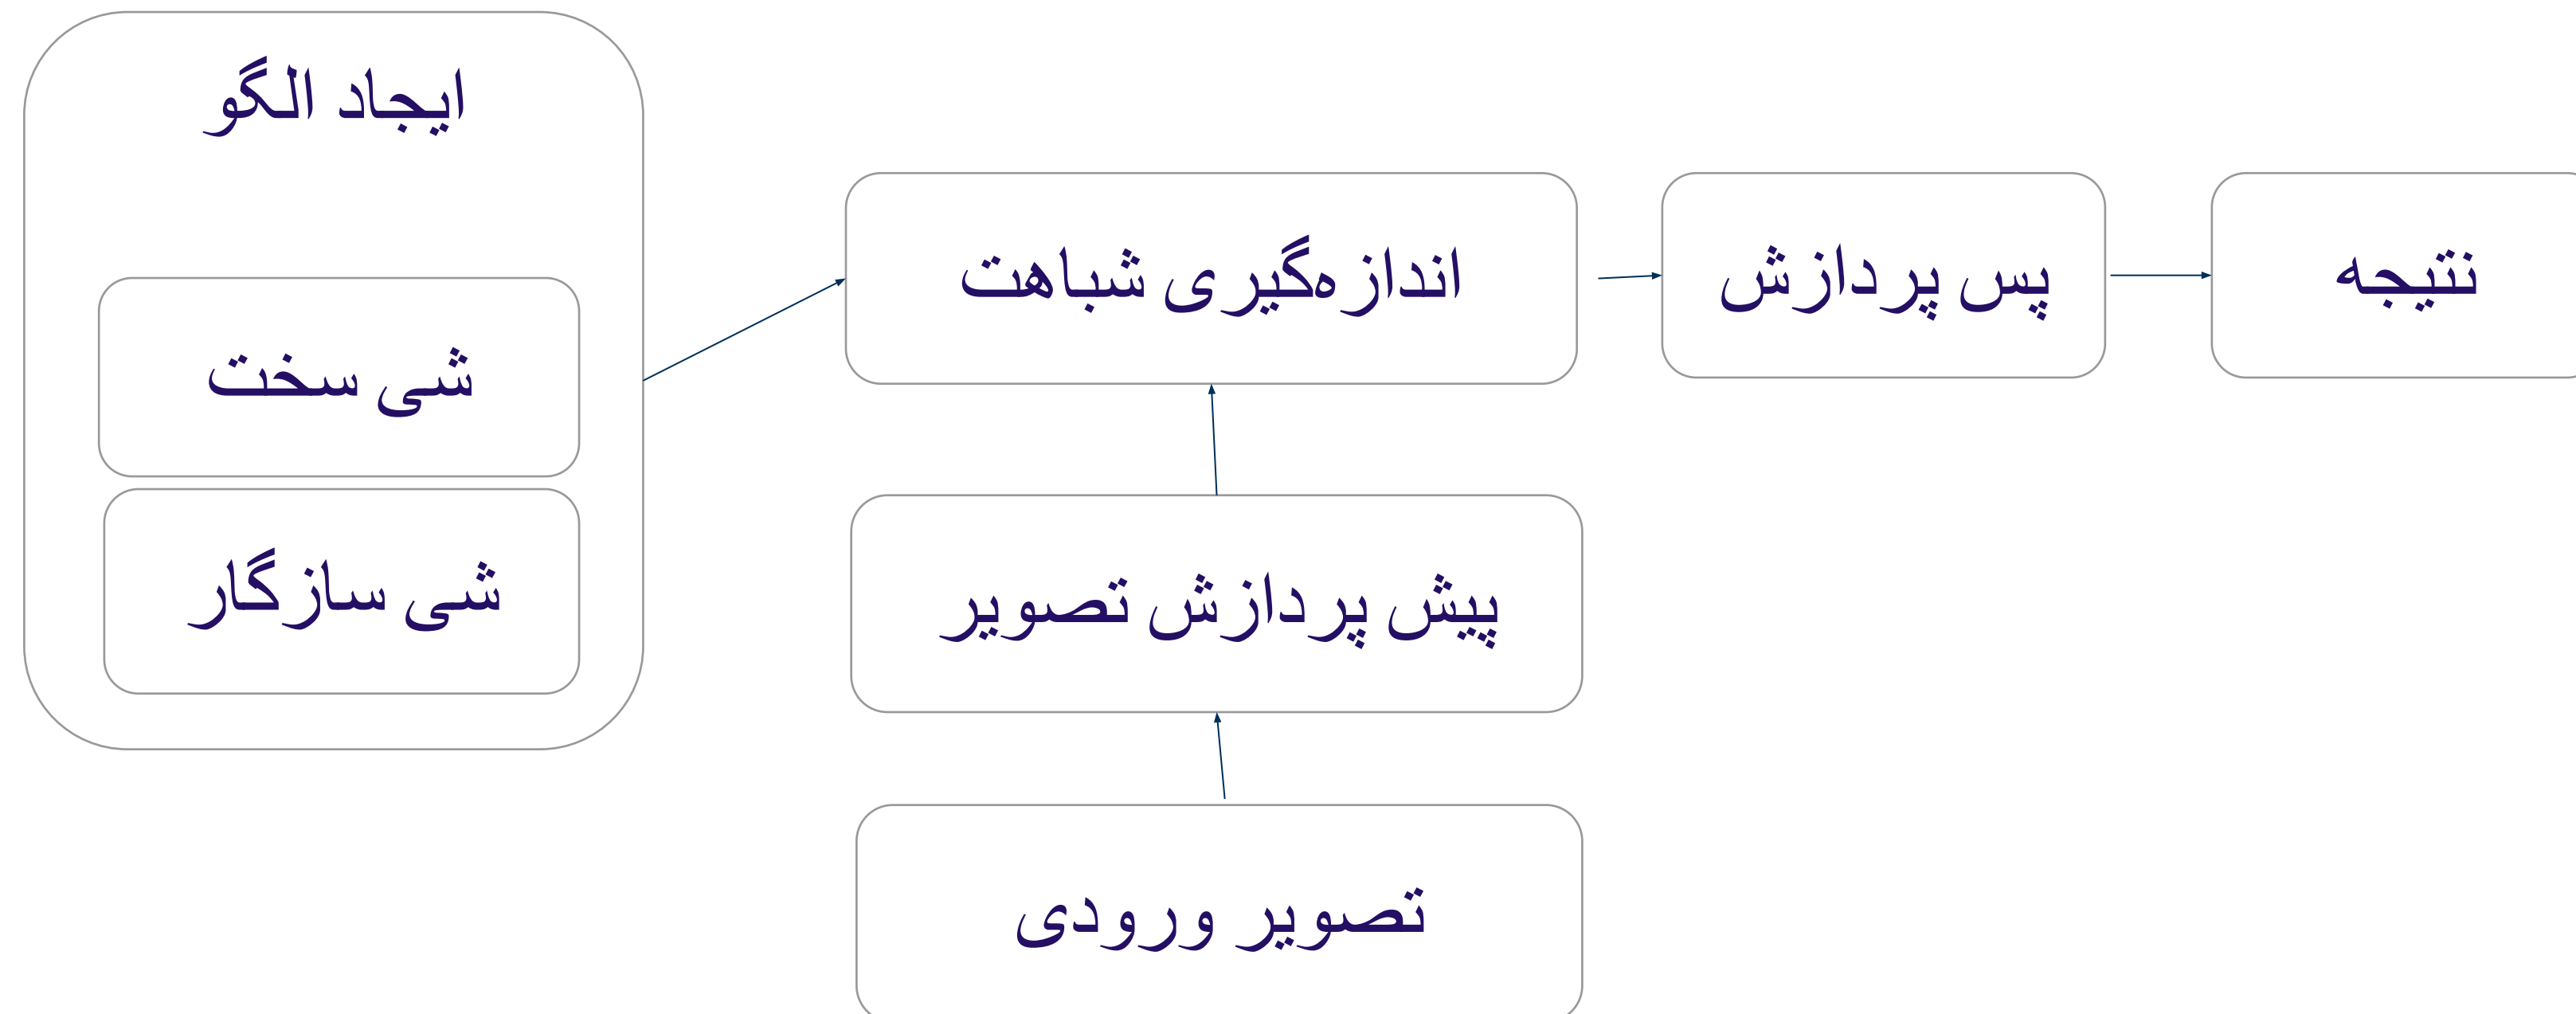 ایجاد الگو
شی سخت
شی سازگار
اندازه‌گیری شباهت
پس پردازش
نتیجه
پیش پردازش تصویر
تصویر ورودی